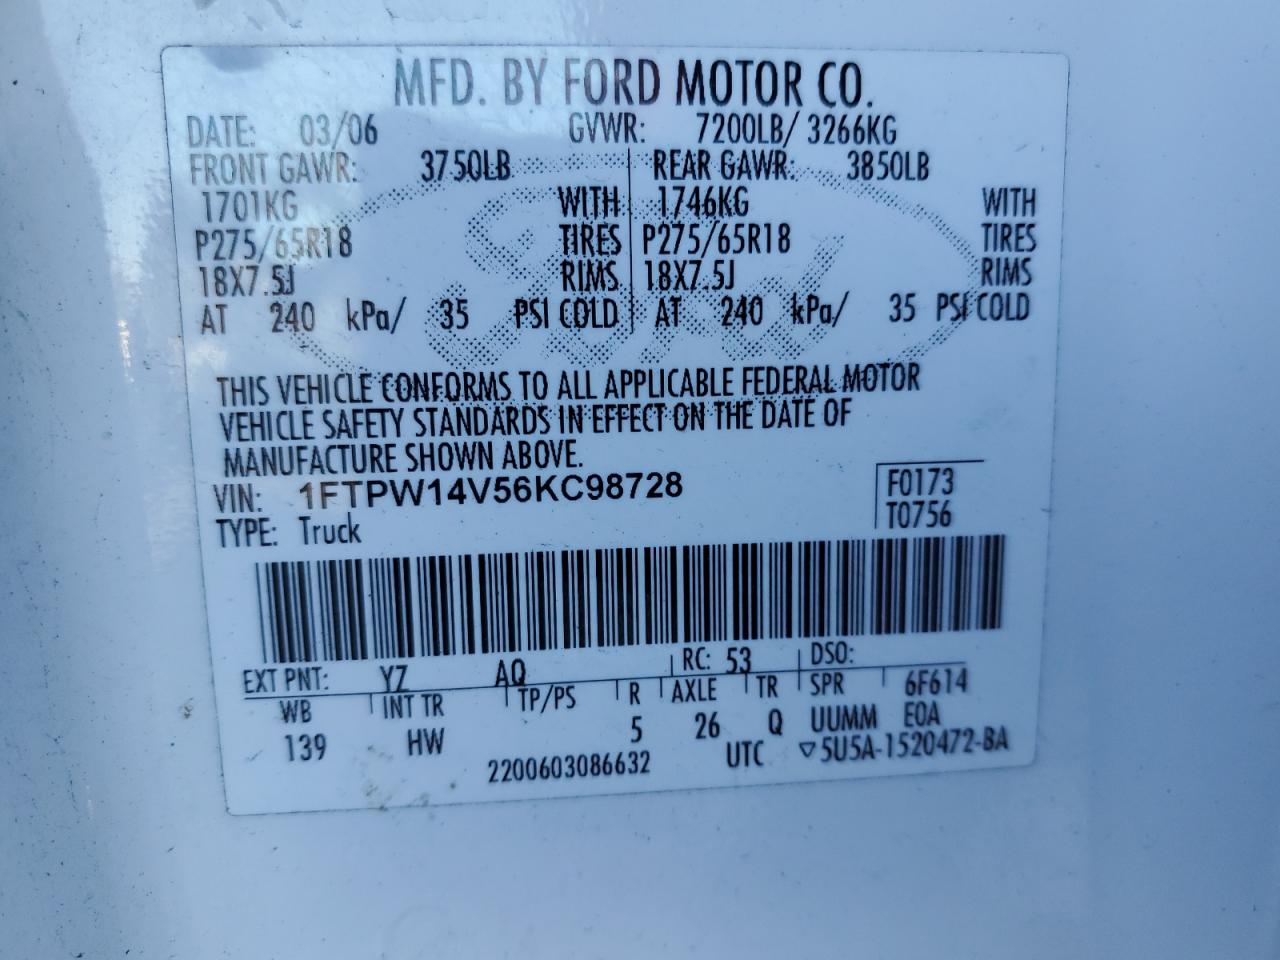 MFD. BY FORD MOTOR CO.
DATE: 03/06 GVWR: 7200LB/ 3266KG
FRONT GAWR: 3750LB REAR GAWR: 3850LB
1701KG WITH 1746KG WITH
P275/65R18 TIRES P275/65R18 TIRES
18X7.5J RIMS 18X7.5J RIMS
AT 240 kPa/ 35 PSI COLD AT 240 kPa/ 35 PSI COLD
Ford
THIS VEHICLE CONFORMS TO ALL APPLICABLE FEDERAL MOTOR
VEHICLE SAFETY STANDARDS IN EFFECT ON THE DATE OF
MANUFACTURE SHOWN ABOVE.
VIN: 1FTPW14V56KC98728 F0173
TYPE: Truck T0756
EXT PNT: YZ AQ RC: 53 DSO:
WB INT TR TP/PS R AXLE TR SPR 6F614
139 HW 5 26 Q UUMM E0A
2200603086632 UTC ▽5U5A-1520472-BA